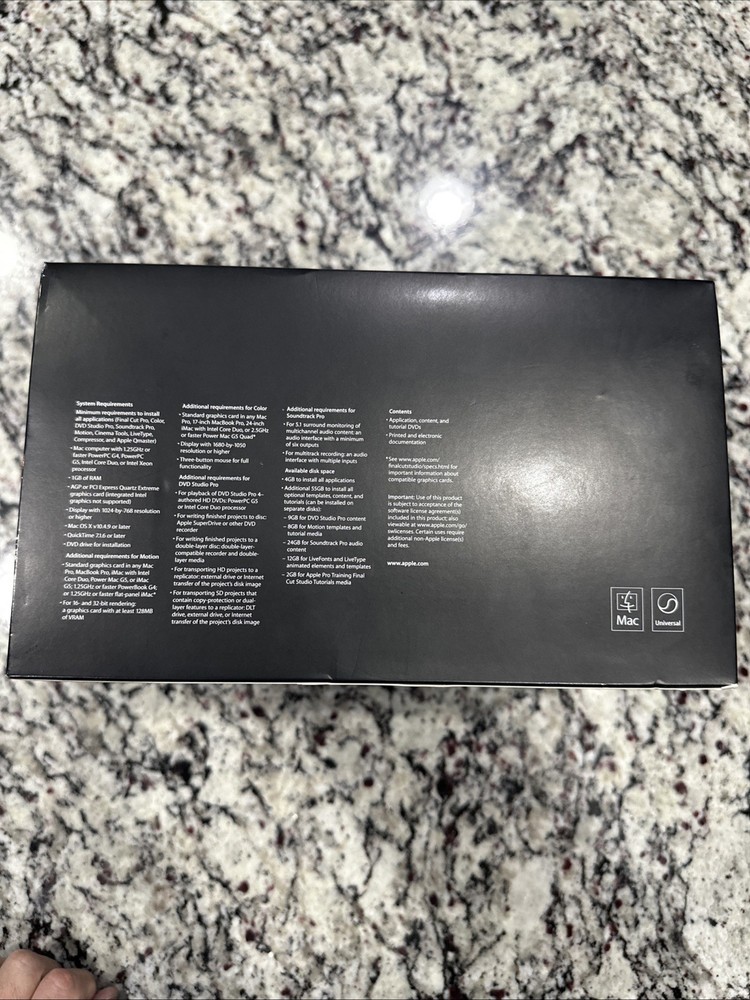 System Requirements
Minimum requirements to install
all applications (Final Cut Pro, Color,
DVD Studio Pro, Soundtrack Pro,
Motion, Cinema Tools, LiveType,
Compressor, and Apple Qmaster)
• Mac computer with 1.25GHz or
faster PowerPC G4, PowerPC
G5, Intel Core Duo, or Intel Xeon
processor
• 1GB of RAM
• AGP or PCI Express Quartz Extreme
graphics card (integrated Intel
graphics not supported)
• Display with 1024-by-768 resolution
or higher
• Mac OS X v10.4.9 or later
• QuickTime 7.1.6 or later
• DVD drive for installation
Additional requirements for Motion
• Standard graphics card in any Mac
Pro, MacBook Pro, iMac with Intel
Core Duo, Power Mac G5, or iMac
G5; 1.25GHz or faster PowerBook G4;
or 1.25GHz or faster flat-panel iMac*
• For 16- and 32-bit rendering:
a graphics card with at least 128MB
of VRAM
Additional requirements for Color
• Standard graphics card in any Mac
Pro, 17-inch MacBook Pro, 24-inch
iMac with Intel Core Duo, or 2.5GHz
or faster Power Mac G5 Quad*
• Display with 1680-by-1050
resolution or higher
• Three-button mouse for full
functionality
Additional requirements for
DVD Studio Pro
• For playback of DVD Studio Pro 4–
authored HD DVDs: PowerPC G5
or Intel Core Duo processor
• For writing finished projects to disc:
Apple SuperDrive or other DVD
recorder
• For writing finished projects to a
double-layer disc: double-layer-
compatible recorder and double-
layer media
• For transporting HD projects to a
replicator: external drive or Internet
transfer of the project's disk image
• For transporting SD projects that
contain copy-protection or dual-
layer features to a replicator: DLT
drive, external drive, or Internet
transfer of the project's disk image
Additional requirements for
Soundtrack Pro
• For 5.1 surround monitoring of
multichannel audio content: an
audio interface with a minimum
of six outputs
• For multitrack recording: an audio
interface with multiple inputs
Available disk space
• 4GB to install all applications
• Additional 55GB to install all
optional templates, content, and
tutorials (can be installed on
separate disks):
– 9GB for DVD Studio Pro content
– 8GB for Motion templates and
tutorial media
– 24GB for Soundtrack Pro audio
content
– 12GB for LiveFonts and LiveType
animated elements and templates
– 2GB for Apple Pro Training Final
Cut Studio Tutorials media
Contents
• Application, content, and
tutorial DVDs
• Printed and electronic
documentation
*See www.apple.com/
finalcutstudio/specs.html for
important information about
compatible graphics cards.
Important: Use of this product
is subject to acceptance of the
software license agreement(s)
included in this product; also
viewable at www.apple.com/go/
swlicenses. Certain uses require
additional non-Apple license(s)
and fees.
www.apple.com
Mac
Universal